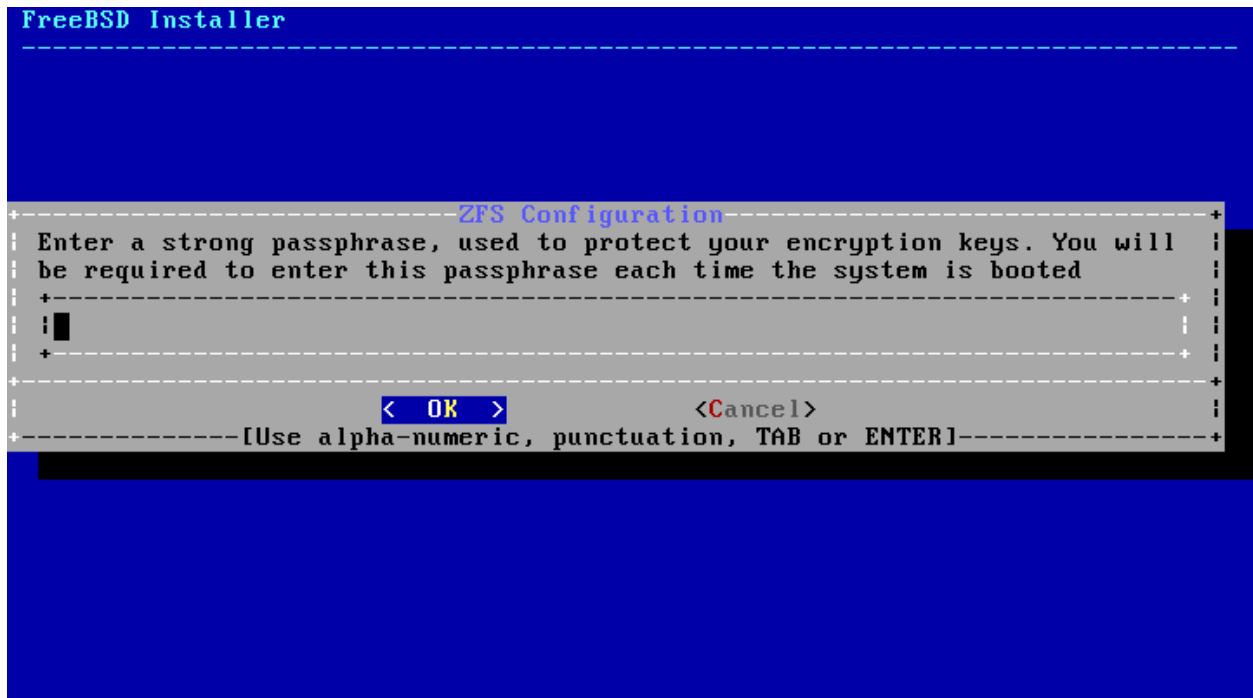 FreeBSD Installer
ZFS Configuration
Enter a strong passphrase, used to protect your encryption keys. You will
be required to enter this passphrase each time the system is booted
< OK > <Cancel>
[Use alpha-numeric, punctuation, TAB or ENTER]